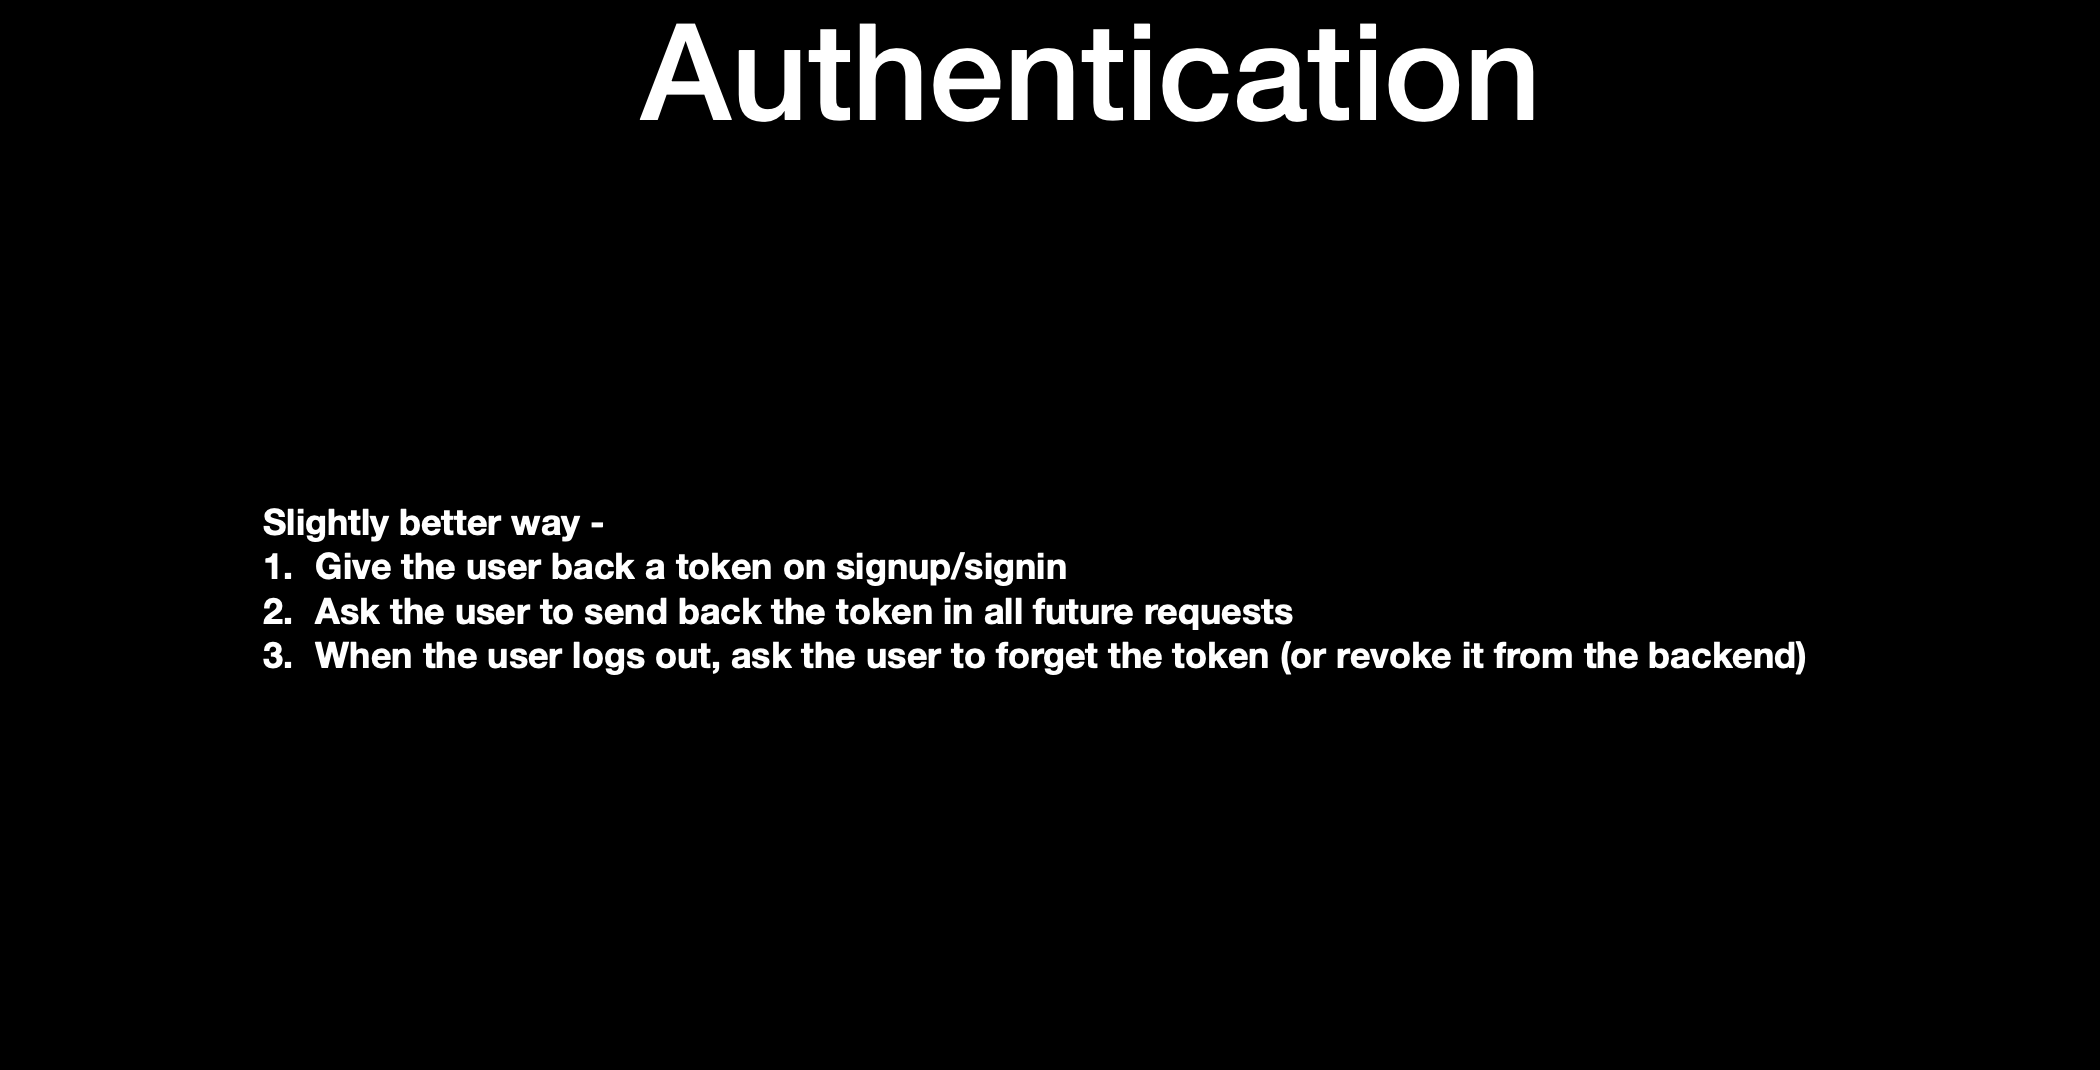 Authentication
Slightly better way -
1. Give the user back a token on signup/signin
2. Ask the user to send back the token in all future requests
3. When the user logs out, ask the user to forget the token (or revoke it from the backend)